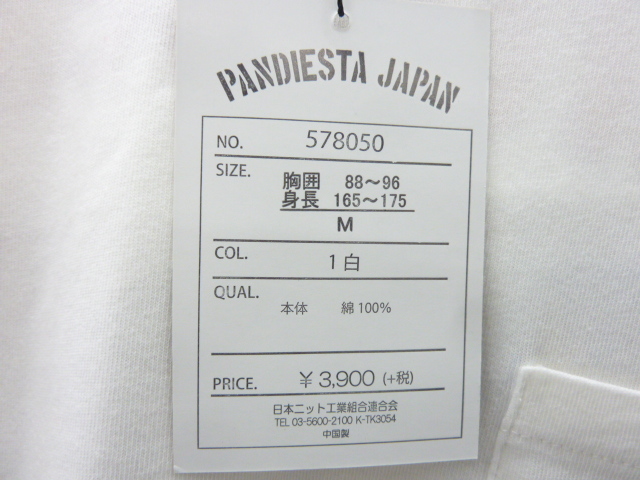 PANDIESTA JAPAN
NO. 578050
SIZE. 胸囲 88～96
身長 165～175
M
COL. 1 白
QUAL. 本体 綿100%
PRICE. ￥3,900 (+税)
日本ニット工業組合連合会
TEL 03-5600-2100 K-TK3054
中国製